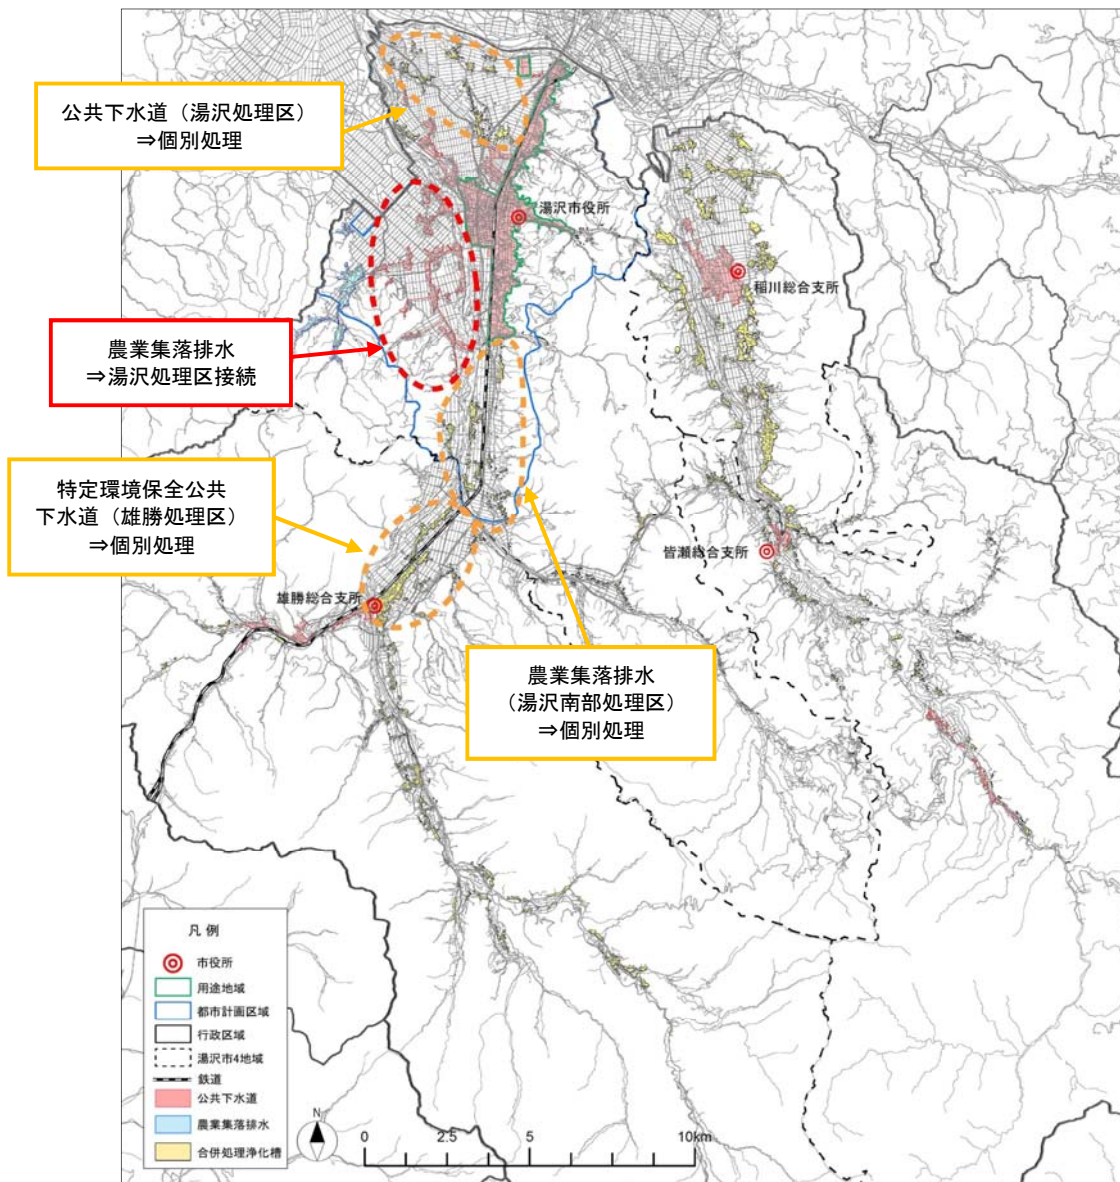 公共下水道（湯沢処理区）
⇒個別処理
湯沢市役所
稲川総合支所
農業集落排水
⇒湯沢処理区接続
特定環境保全公共
下水道（雄勝処理区）
⇒個別処理
皆瀬総合支所
雄勝総合支所
農業集落排水
（湯沢南部処理区）
⇒個別処理
凡 例
市役所
用途地域
都市計画区域
行政区域
湯沢市4地域
鉄道
公共下水道
農業集落排水
合併処理浄化槽
N
0 2.5 5 10km